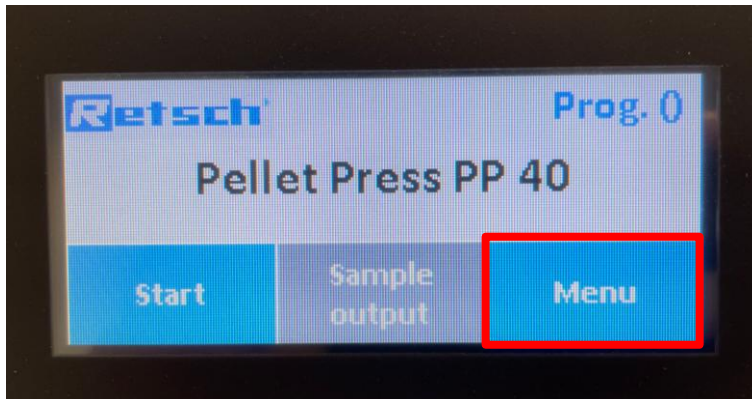 Retsch
Prog. 0
Pellet Press PP 40
Start
Sample
output
Menu